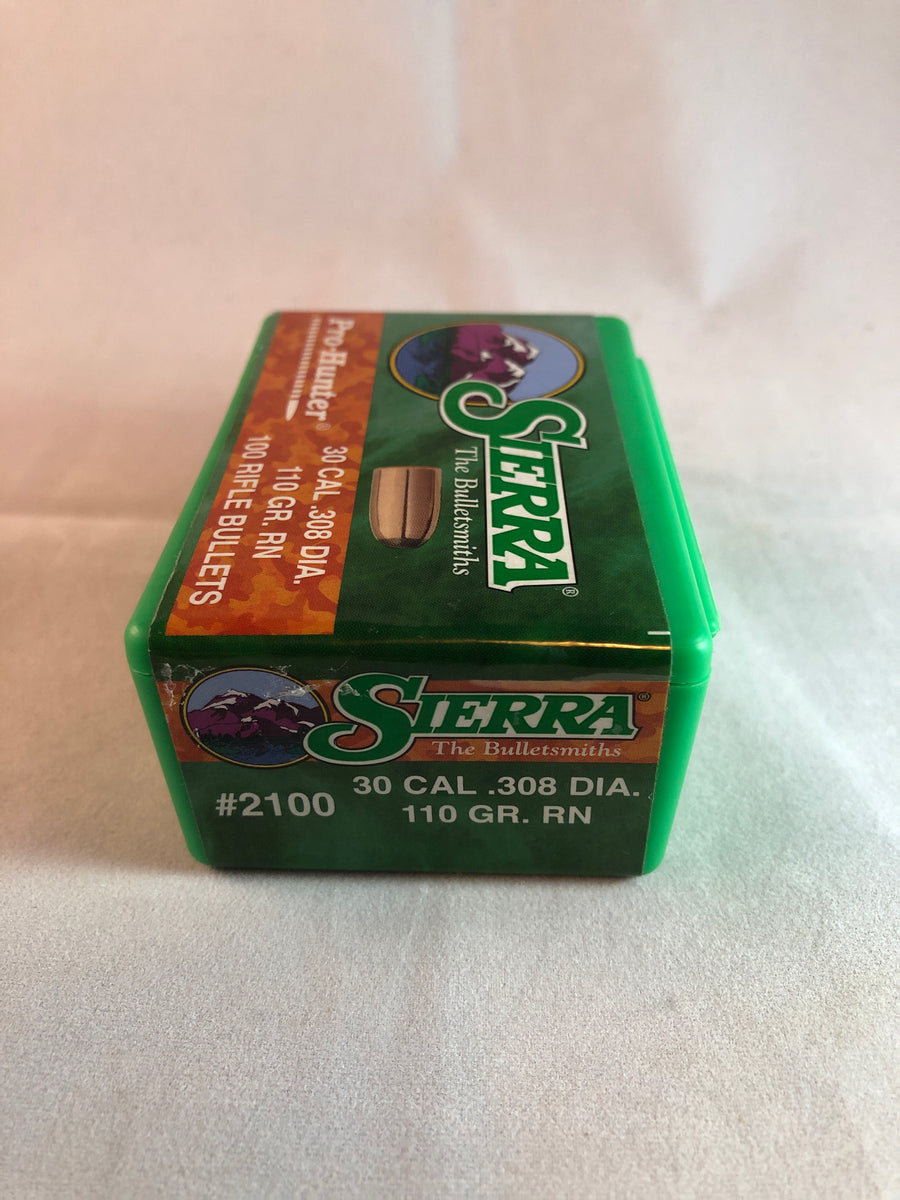 SIERRA®
The Bulletsmiths
Pro-Hunter®
30 CAL .308 DIA.
110 GR. RN
100 RIFLE BULLETS
SIERRA®
The Bulletsmiths
#2100
30 CAL .308 DIA.
110 GR. RN